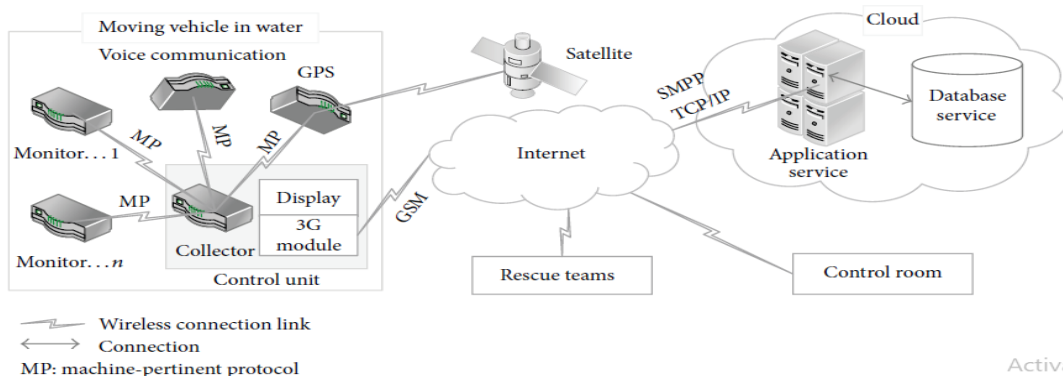 Moving vehicle in water
Voice communication
GPS
Monitor...1
MP
MP
MP
MP
Monitor...n
Collector
Display
3G
module
Control unit
Satellite
GSM
Internet
SMPP
TCP/IP
Cloud
Application
service
Database
service
Rescue teams
Control room
Wireless connection link
Connection
MP: machine-pertinent protocol
Activa